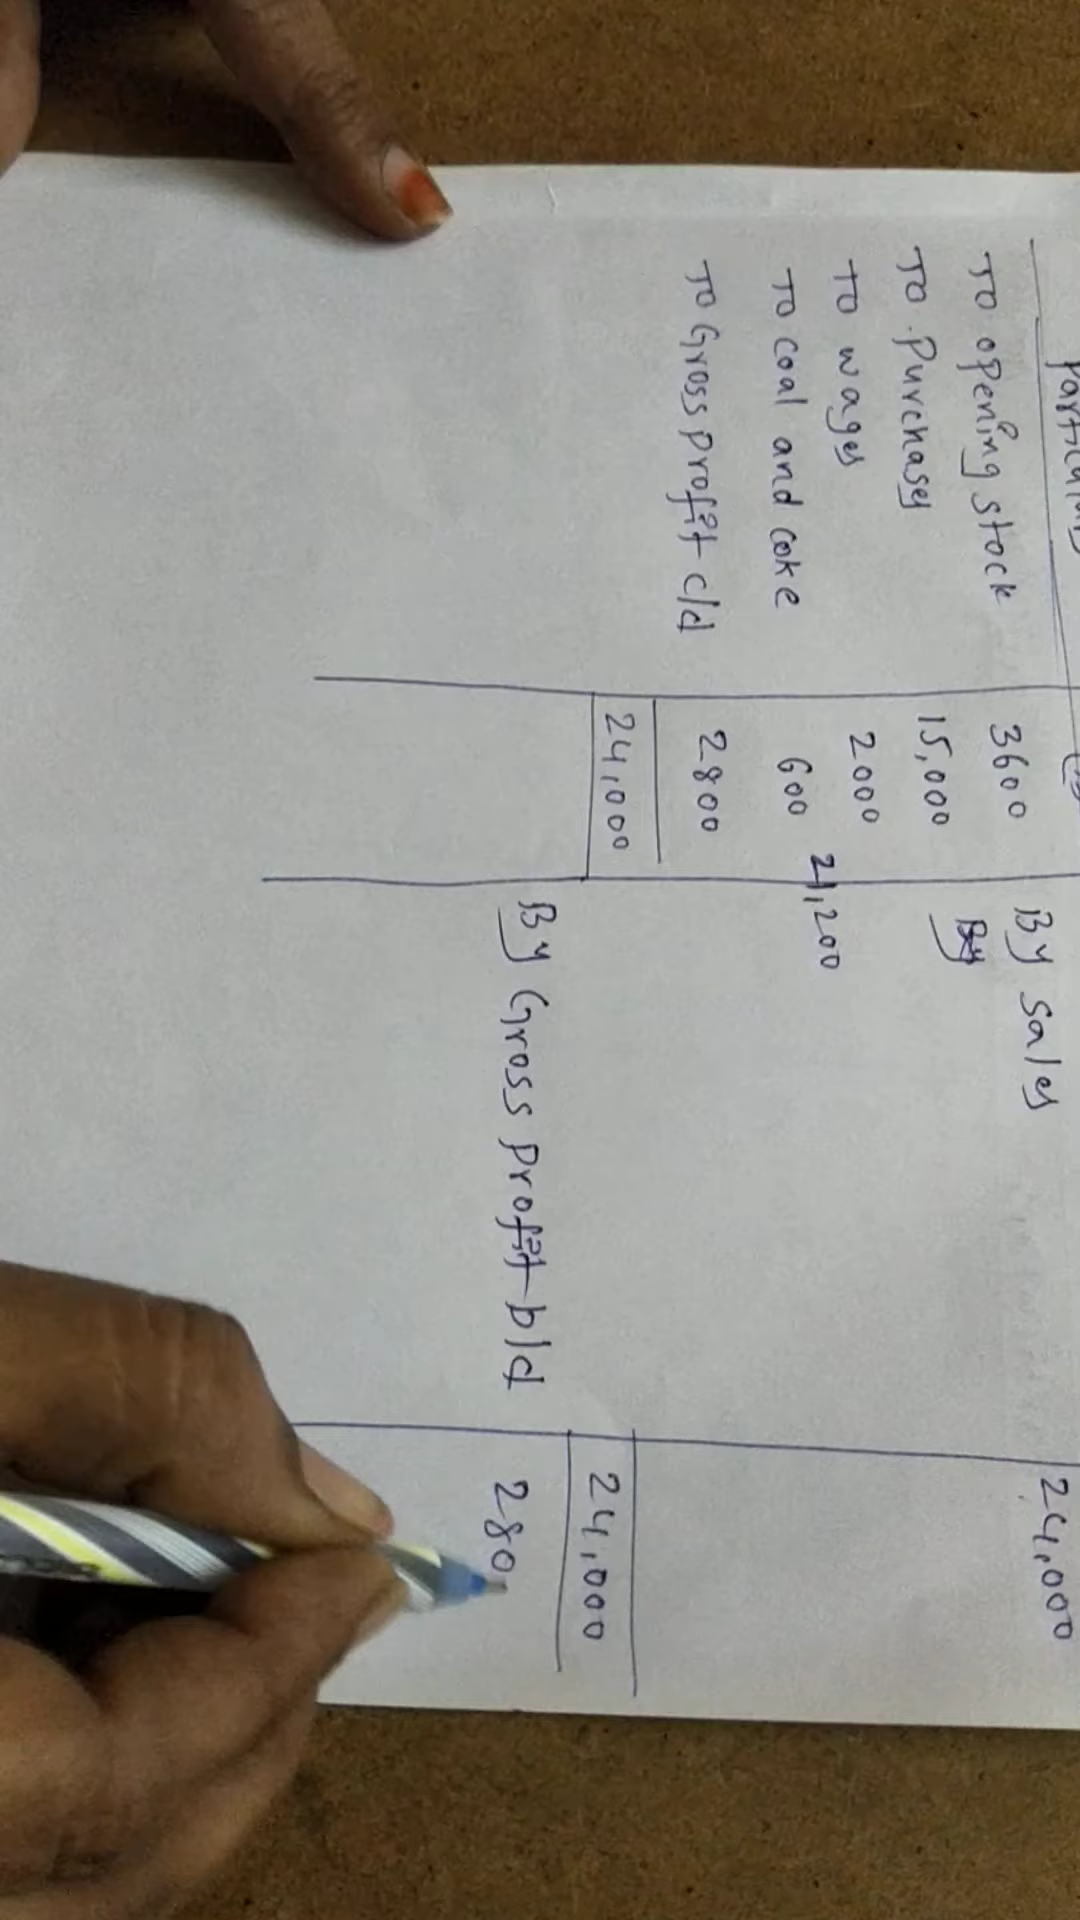 Particulars
To opening stock 3600 By sales 24,000
To Purchases 15,000 By
To wages 2000
To coal and coke 600 21,200
To Gross profit c/d 2800
24,000 24,000
By Gross profit b/d 280